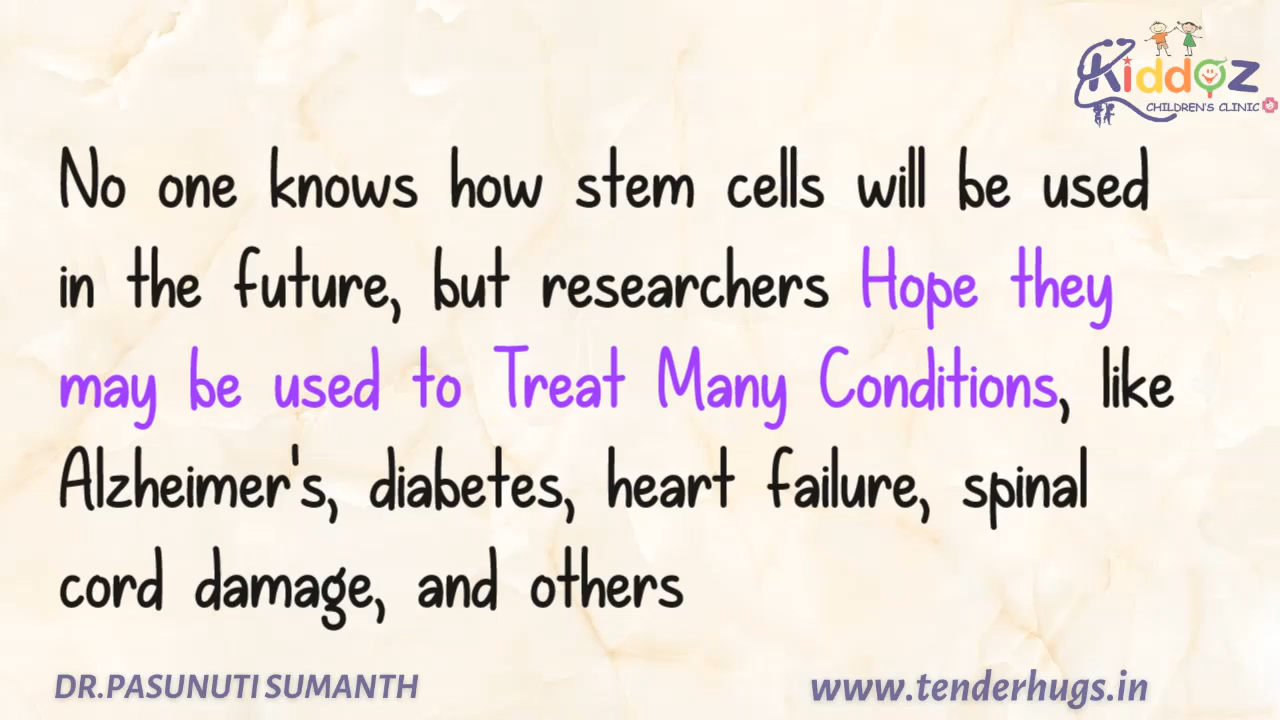 Kiddoz
CHILDREN'S CLINIC
No one knows how stem cells will be used
in the future, but researchers Hope they
may be used to Treat Many Conditions, like
Alzheimer's, diabetes, heart failure, spinal
cord damage, and others
DR.PASUNUTI SUMANTH
www.tenderhugs.in